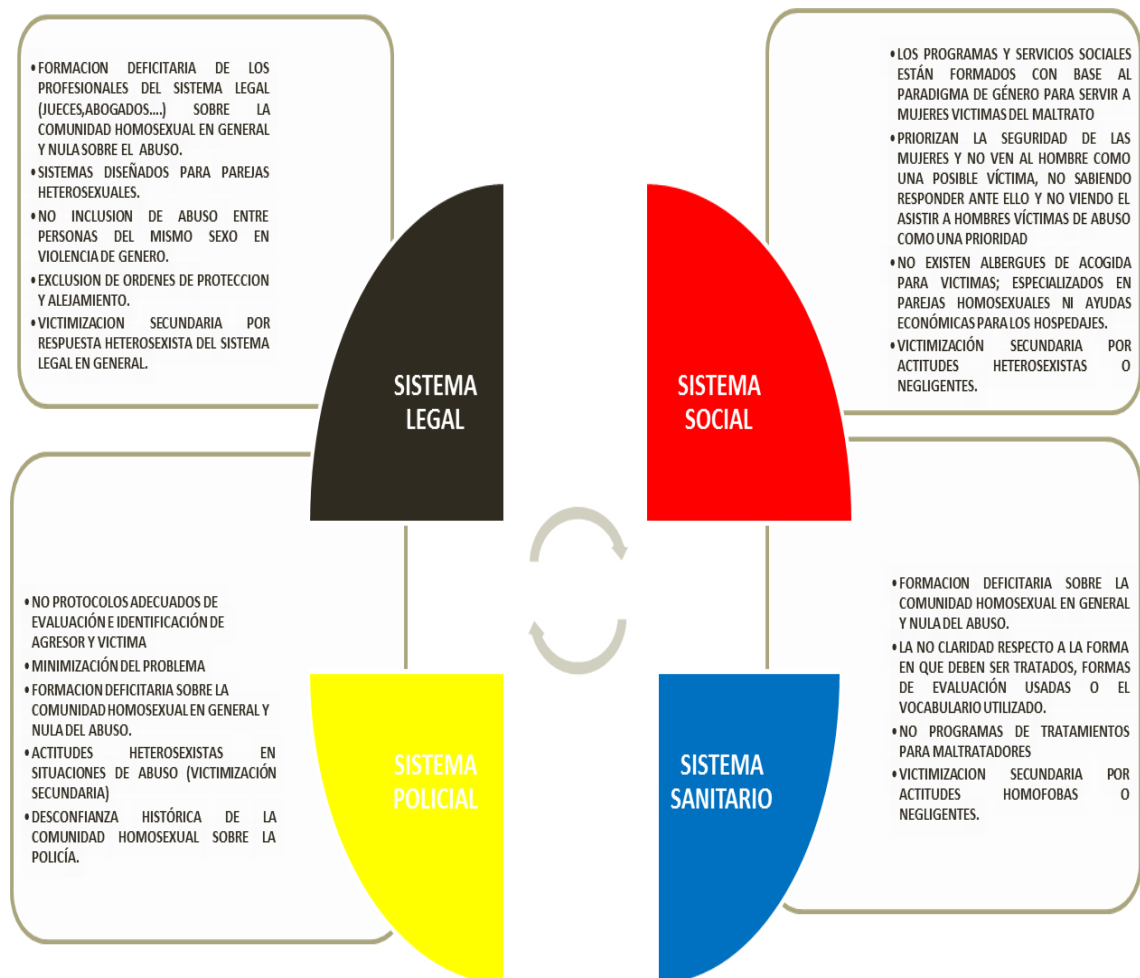 •FORMACION DEFICITARIA DE LOS
PROFESIONALES DEL SISTEMA LEGAL
(JUECES,ABOGADOS....) SOBRE LA
COMUNIDAD HOMOSEXUAL EN GENERAL
Y NULA SOBRE EL ABUSO.
•SISTEMAS DISEÑADOS PARA PAREJAS
HETEROSEXUALES.
•NO INCLUSION DE ABUSO ENTRE
PERSONAS DEL MISMO SEXO EN
VIOLENCIA DE GENERO.
•EXCLUSION DE ORDENES DE PROTECCION
Y ALEJAMIENTO.
•VICTIMIZACION SECUNDARIA POR
RESPUESTA HETEROSEXISTA DEL SISTEMA
LEGAL EN GENERAL.
SISTEMA
LEGAL
•LOS PROGRAMAS Y SERVICIOS SOCIALES
ESTÁN FORMADOS CON BASE AL
PARADIGMA DE GÉNERO PARA SERVIR A
MUJERES VICTIMAS DEL MALTRATO
•PRIORIZAN LA SEGURIDAD DE LAS
MUJERES Y NO VEN AL HOMBRE COMO
UNA POSIBLE VÍCTIMA, NO SABIENDO
RESPONDER ANTE ELLO Y NO VIENDO EL
ASISTIR A HOMBRES VÍCTIMAS DE ABUSO
COMO UNA PRIORIDAD
•NO EXISTEN ALBERGUES DE ACOGIDA
PARA VICTIMAS; ESPECIALIZADOS EN
PAREJAS HOMOSEXUALES NI AYUDAS
ECONÓMICAS PARA LOS HOSPEDAJES.
•VICTIMIZACIÓN SECUNDARIA POR
ACTITUDES HETEROSEXISTAS O
NEGLIGENTES.
SISTEMA
SOCIAL
•NO PROTOCOLOS ADECUADOS DE
EVALUACIÓN E IDENTIFICACIÓN DE
AGRESOR Y VICTIMA
•MINIMIZACIÓN DEL PROBLEMA
•FORMACION DEFICITARIA SOBRE LA
COMUNIDAD HOMOSEXUAL EN GENERAL Y
NULA DEL ABUSO.
•ACTITUDES HETEROSEXISTAS EN
SITUACIONES DE ABUSO (VICTIMIZACIÓN
SECUNDARIA)
•DESCONFIANZA HISTÓRICA DE LA
COMUNIDAD HOMOSEXUAL SOBRE LA
POLICÍA.
SISTEMA
POLICIAL
•FORMACION DEFICITARIA SOBRE LA
COMUNIDAD HOMOSEXUAL EN GENERAL
Y NULA DEL ABUSO.
•LA NO CLARIDAD RESPECTO A LA FORMA
EN QUE DEBEN SER TRATADOS, FORMAS
DE EVALUACIÓN USADAS O EL
VOCABULARIO UTILIZADO.
•NO PROGRAMAS DE TRATAMIENTOS
PARA MALTRATADORES
•VICTIMIZACION SECUNDARIA POR
ACTITUDES HOMOFOBAS O
NEGLIGENTES.
SISTEMA
SANITARIO